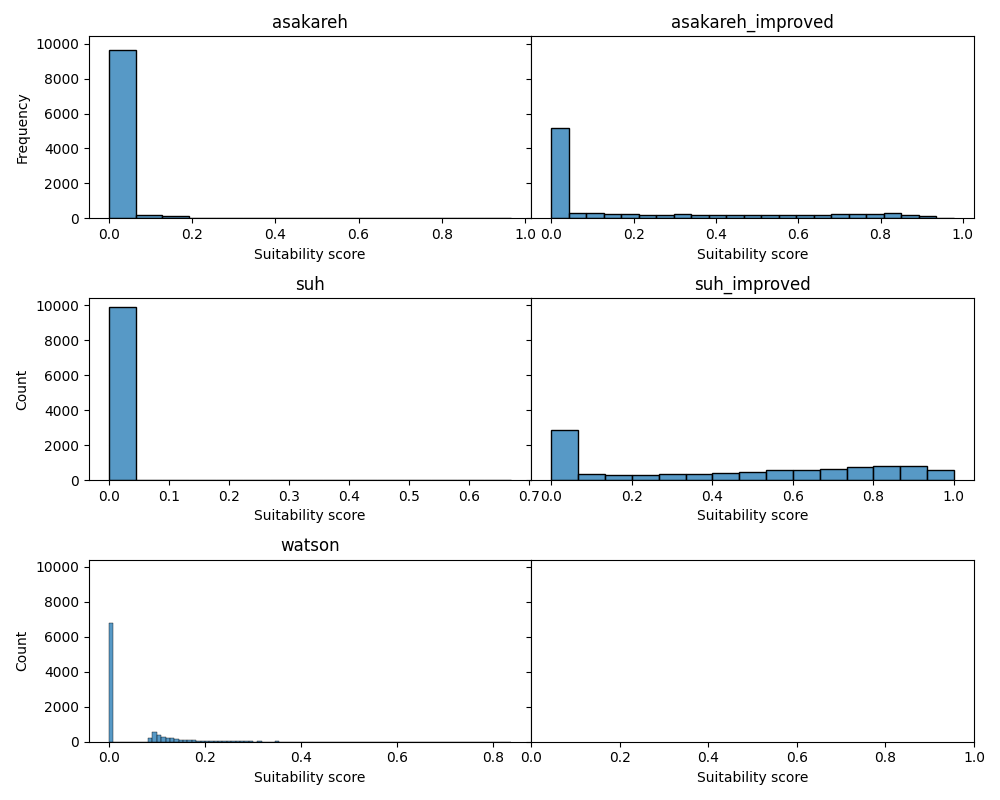 asakareh asakareh_improved
10000
8000
6000
4000
2000
0
Frequency
0.0 0.2 0.4 0.6 0.8 1.0 0.0 0.2 0.4 0.6 0.8 1.0
Suitability score Suitability score
suh suh_improved
10000
8000
6000
4000
2000
0
Count
0.0 0.1 0.2 0.3 0.4 0.5 0.6 0.7 0.0 0.2 0.4 0.6 0.8 1.0
Suitability score Suitability score
watson
10000
8000
6000
4000
2000
0
Count
0.0 0.2 0.4 0.6 0.8 0.0 0.2 0.4 0.6 0.8 1.0
Suitability score Suitability score